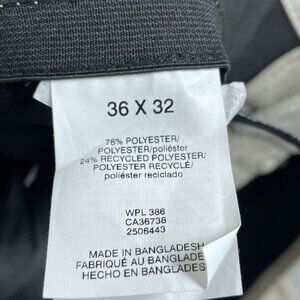 36 X 32
76% POLYESTER/
POLYESTER/poliéster
24% RECYCLED POLYESTER/
POLYESTER RECYCLÉ/
poliéster reciclado
WPL 386
CA36738
2506443
MADE IN BANGLADESH
FABRIQUÉ AU BANGLADESH
HECHO EN BANGLADESH